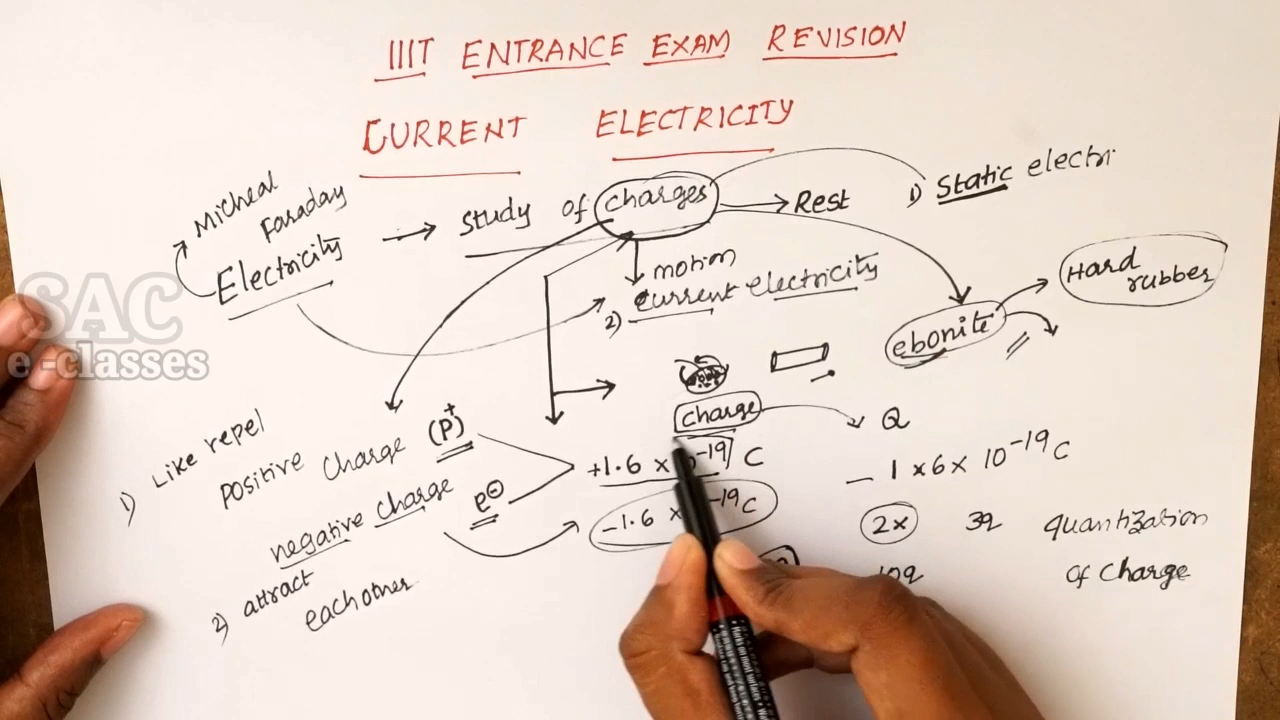 IIIT ENTRANCE EXAM REVISION
CURRENT ELECTRICITY
Micheal
Faraday
Electricity → Study of charges → Rest
1) Static electri
motion
2) Current electricity
ebonite
Hard
rubber
SAC
e-classes
charge
Q
1) Like repel
positive charge (P)+
+1.6 × 10-19 C
- 1 × 6 × 10-19 C
negative charge e⊖
-1.6 × -19 C
2× 3q quantization
of charge
10q
2) attract
eachother